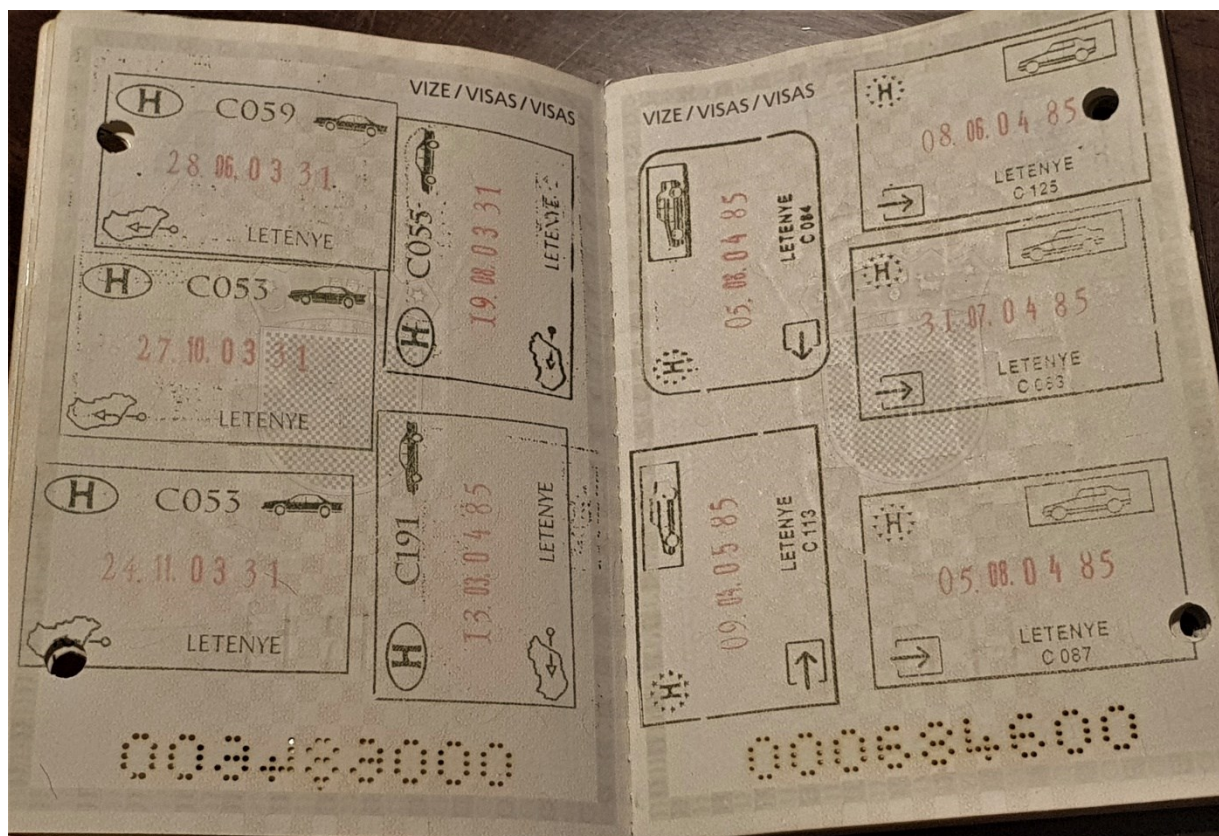 VIZE / VISAS / VISAS
H C059
28.06.03 31
LETENYE
H C053
27.10.03 31
LETENYE
H C053
24.11.03 31
LETENYE
H C055
19.08.03 31
LETENYE
H C191
13.03.04 85
LETENYE
003483000
VIZE / VISAS / VISAS
H
05.08.04 85
LETENYE
C 084
H
09.04.05 85
LETENYE
C 113
H
08.06.04 85
LETENYE
C 125
H
31.07.04 85
LETENYE
C 083
H
05.08.04 85
LETENYE
C 087
000684600